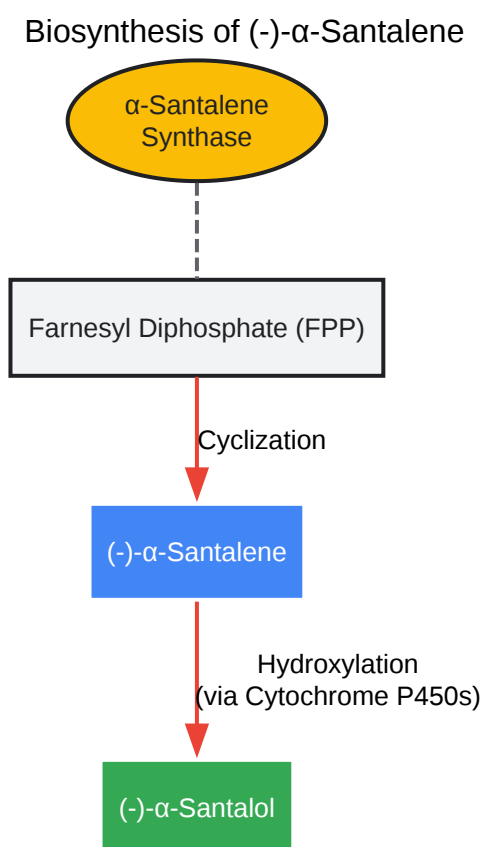 Biosynthesis of (-)-α-Santalene
α-Santalene
Synthase
Farnesyl Diphosphate (FPP)
Cyclization
(-)-α-Santalene
Hydroxylation
(via Cytochrome P450s)
(-)-α-Santalol